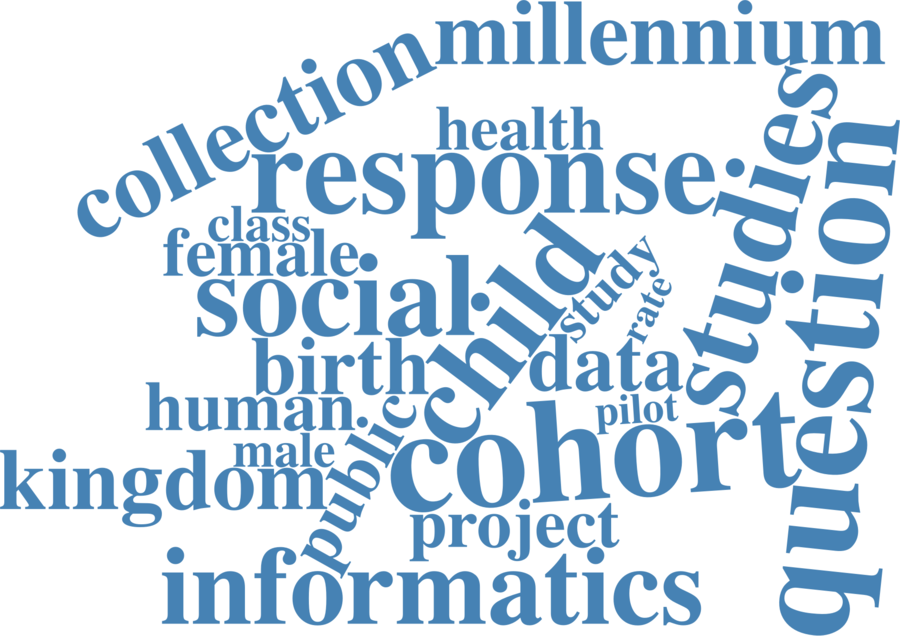 millennium
collection
studies
health
question
response
class
female
child
study
social
rate
birth
data
human
pilot
public
cohort
male
kingdom
project
informatics